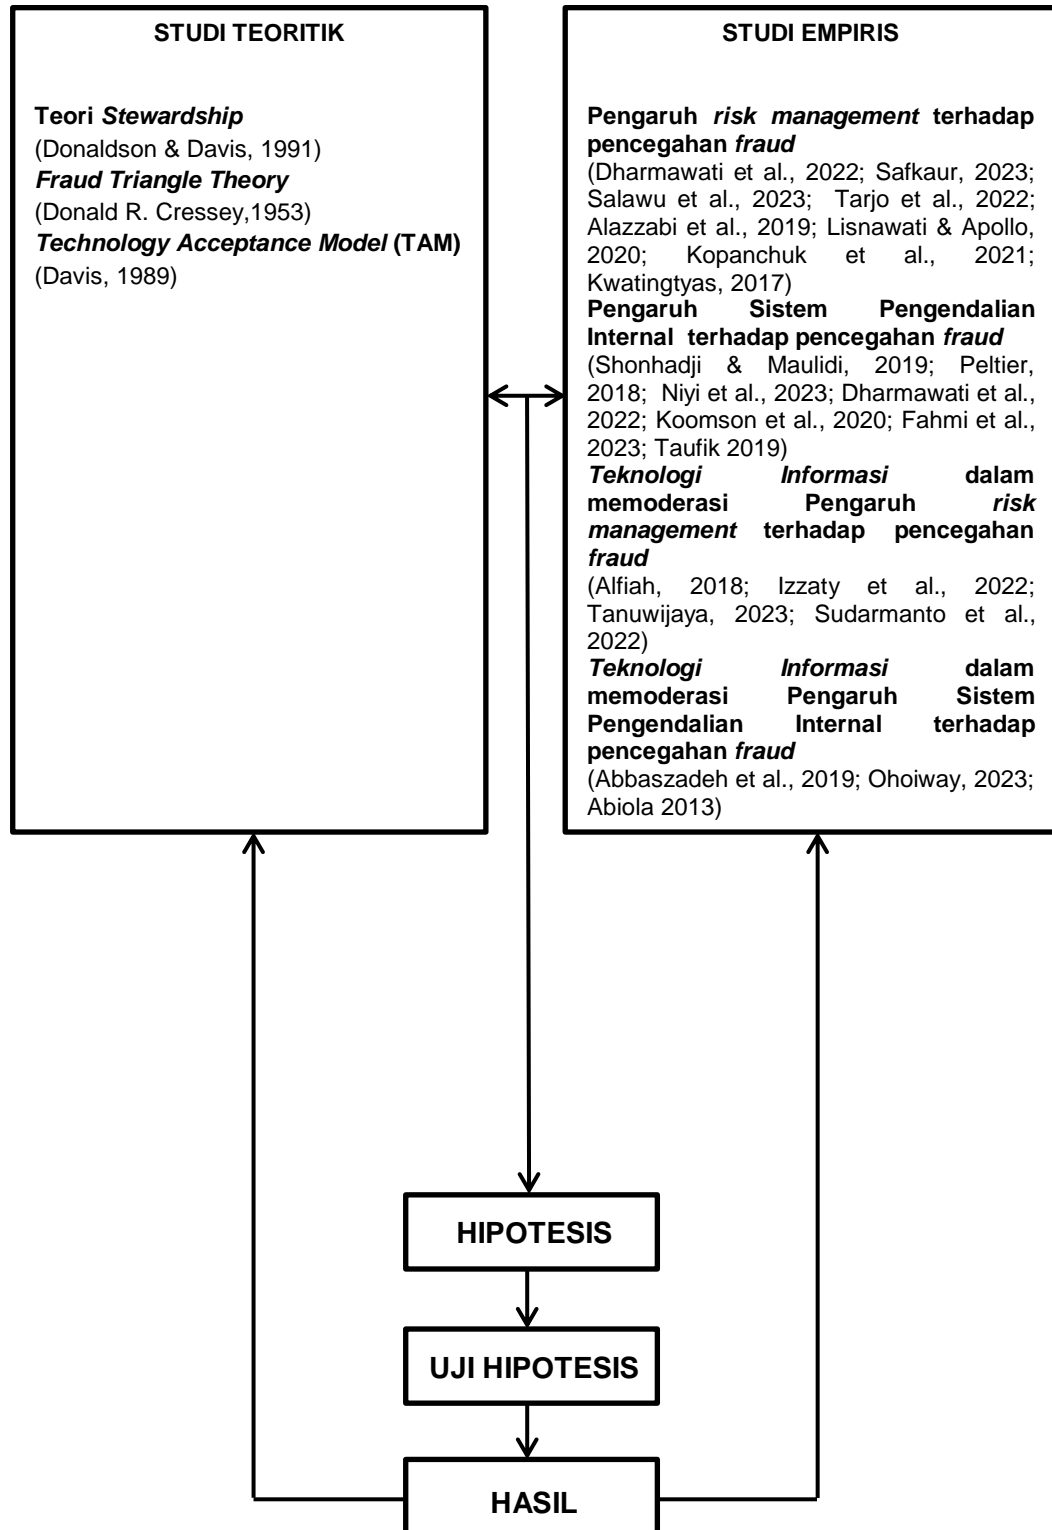 STUDI TEORITIK
Teori Stewardship
(Donaldson & Davis, 1991)
Fraud Triangle Theory
(Donald R. Cressey,1953)
Technology Acceptance Model (TAM)
(Davis, 1989)
STUDI EMPIRIS
Pengaruh risk management terhadap
pencegahan fraud
(Dharmawati et al., 2022; Safkaur, 2023;
Salawu et al., 2023; Tarjo et al., 2022;
Alazzabi et al., 2019; Lisnawati & Apollo,
2020; Kopanchuk et al., 2021;
Kwatingtyas, 2017)
Pengaruh Sistem Pengendalian
Internal terhadap pencegahan fraud
(Shonhadji & Maulidi, 2019; Peltier,
2018; Niyi et al., 2023; Dharmawati et al.,
2022; Koomson et al., 2020; Fahmi et al.,
2023; Taufik 2019)
Teknologi Informasi dalam
memoderasi Pengaruh risk
management terhadap pencegahan
fraud
(Alfiah, 2018; Izzaty et al., 2022;
Tanuwijaya, 2023; Sudarmanto et al.,
2022)
Teknologi Informasi dalam
memoderasi Pengaruh Sistem
Pengendalian Internal terhadap
pencegahan fraud
(Abbaszadeh et al., 2019; Ohoiway, 2023;
Abiola 2013)
HIPOTESIS
UJI HIPOTESIS
HASIL